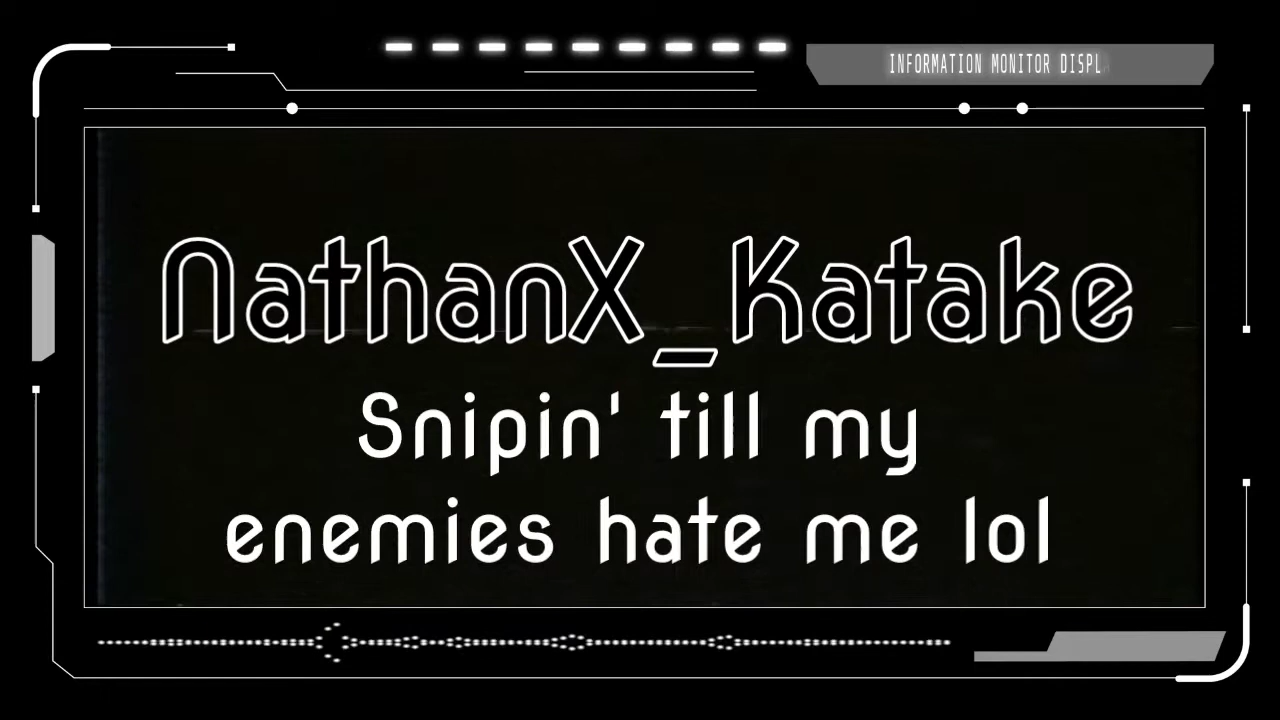 INFORMATION MONITOR DISPL
NathanX_Katake
Snipin' till my
enemies hate me lol